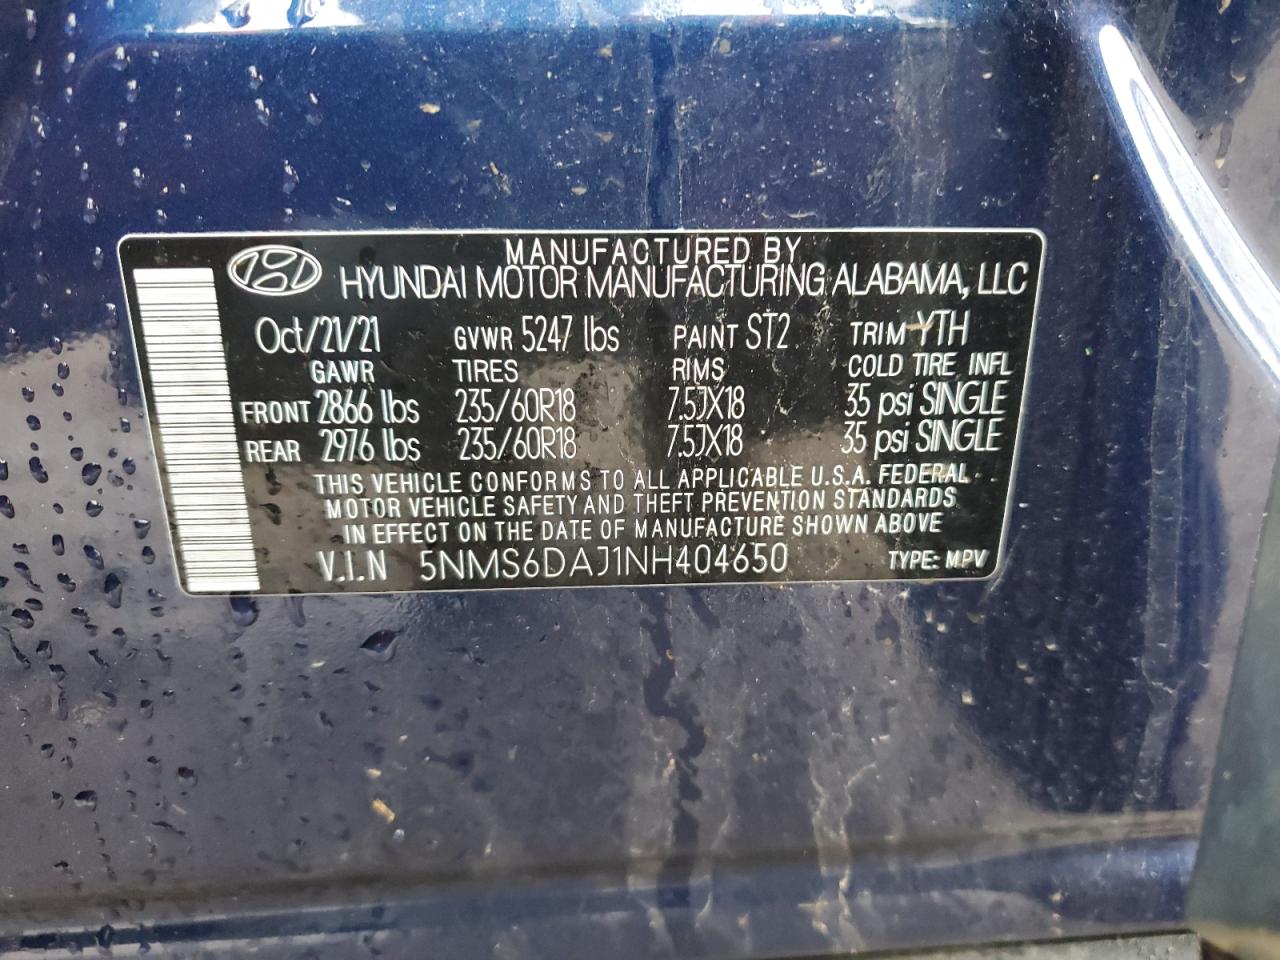 MANUFACTURED BY
HYUNDAI MOTOR MANUFACTURING ALABAMA, LLC
Oct/21/21 GVWR 5247 lbs PAINT ST2 TRIM YTH
GAWR TIRES RIMS COLD TIRE INFL
FRONT 2866 lbs 235/60R18 7.5JX18 35 psi SINGLE
REAR 2976 lbs 235/60R18 7.5JX18 35 psi SINGLE
THIS VEHICLE CONFORMS TO ALL APPLICABLE U.S.A. FEDERAL
MOTOR VEHICLE SAFETY AND THEFT PREVENTION STANDARDS
IN EFFECT ON THE DATE OF MANUFACTURE SHOWN ABOVE
V.I.N 5NMS6DAJ1NH404650 TYPE: MPV